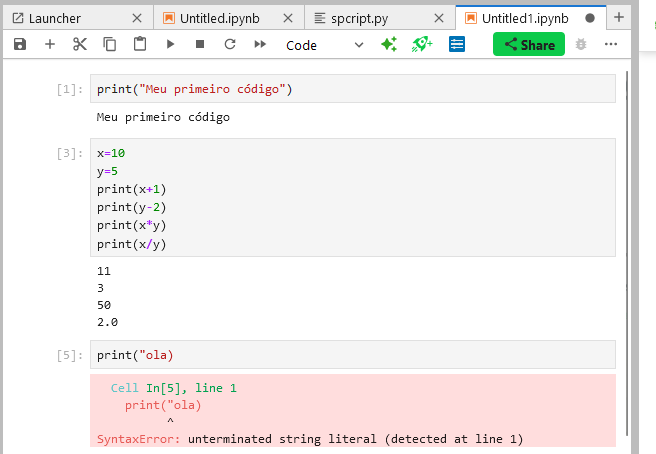 Launcher
Untitled.ipynb
spcript.py
Untitled1.ipynb
Code
Share
[1]:
print("Meu primeiro código")
Meu primeiro código
[3]:
x=10
y=5
print(x+1)
print(y-2)
print(x*y)
print(x/y)
11
3
50
2.0
[5]:
print("ola)
Cell In[5], line 1
print("ola)
^
SyntaxError: unterminated string literal (detected at line 1)